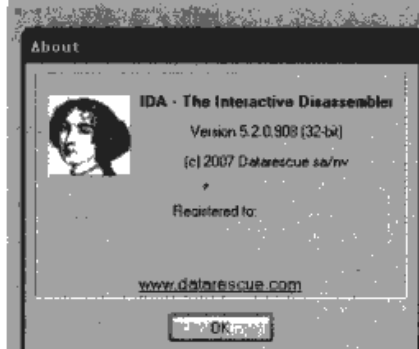 About
IDA - The Interactive Disassembler
Version 5.2.0.908 (32-bit)
(c) 2007 Datarescue sa/nv
Registered to:
www.datarescue.com
OK